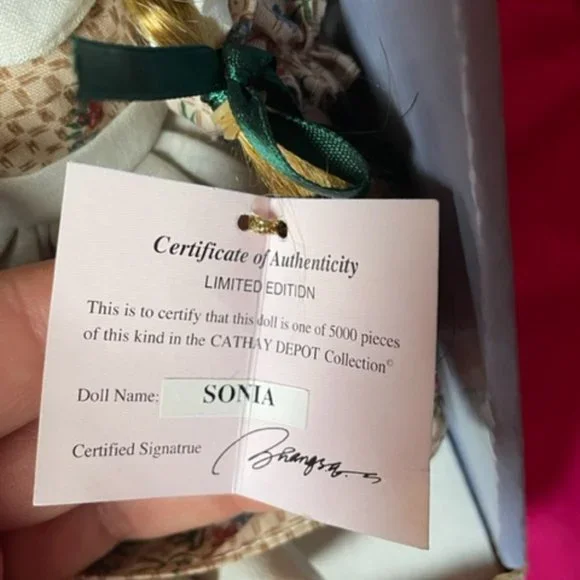 Certificate of Authenticity
LIMITED EDITION
This is to certify that this doll is one of 5000 pieces
of this kind in the CATHAY DEPOT Collection©
Doll Name: SONIA
Certified Signatrue